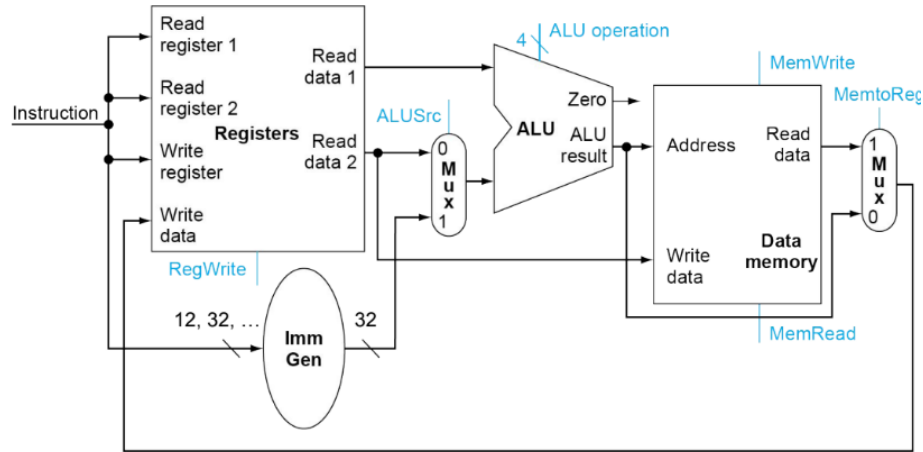 Instruction
Read
register 1
Read
register 2
Write
register
Write
data
Registers
Read
data 1
Read
data 2
RegWrite
12, 32, …
Imm
Gen
32
ALUSrc
0
M
u
x
1
4
ALU operation
ALU
Zero
ALU
result
MemWrite
Address
Read
data
Write
data
Data
memory
MemRead
MemtoReg
1
M
u
x
0